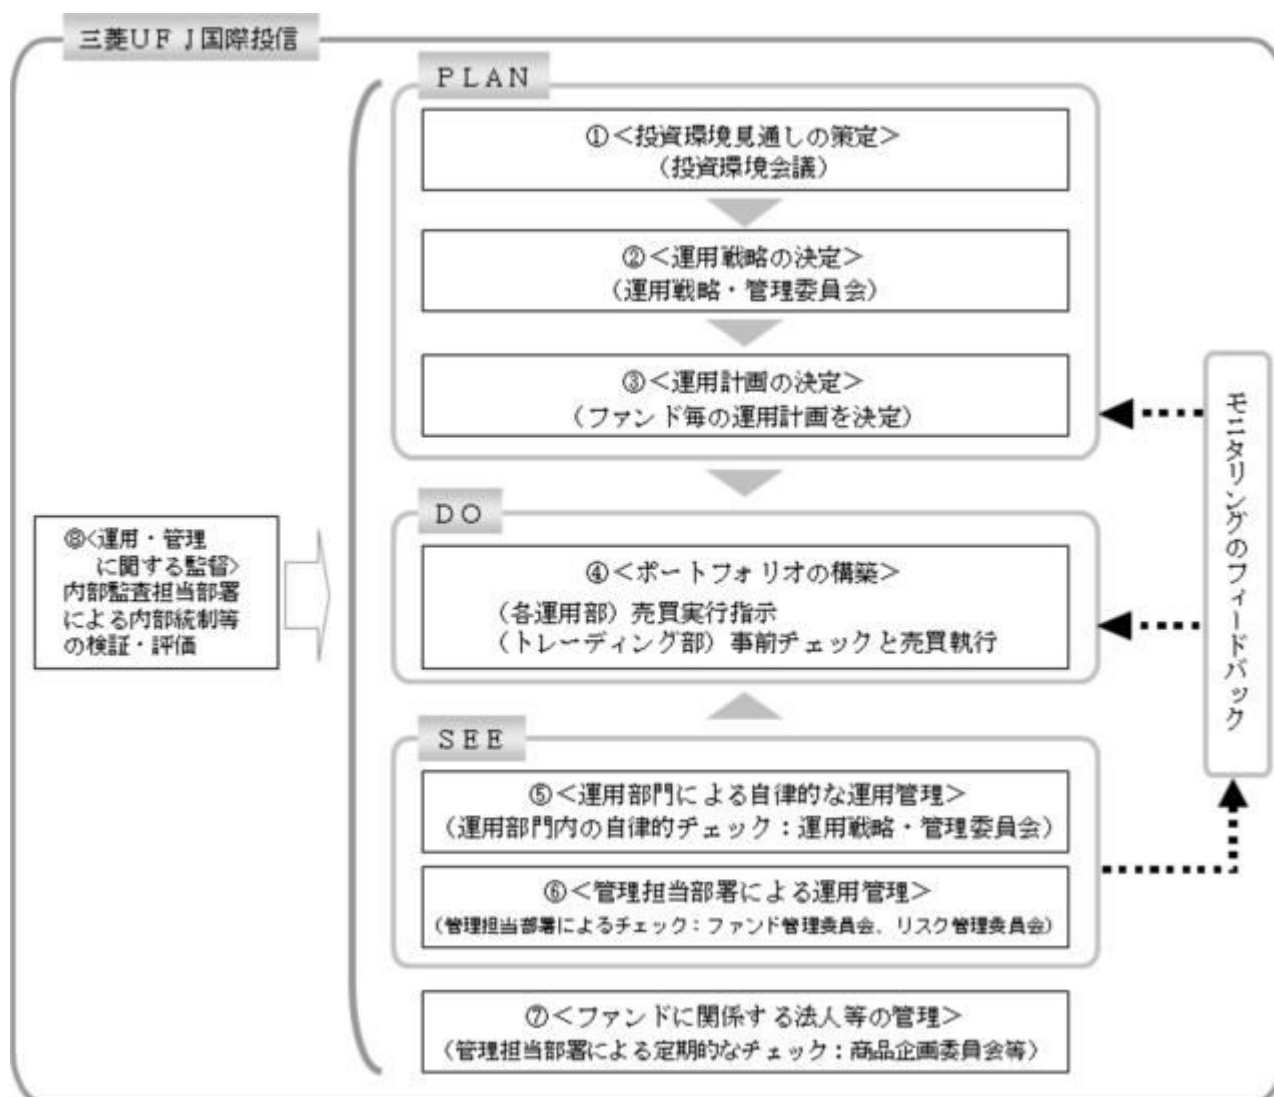 三菱UFJ国際投信
PLAN
①＜投資環境見通しの策定＞
（投資環境会議）
②＜運用戦略の決定＞
（運用戦略・管理委員会）
③＜運用計画の決定＞
（ファンド毎の運用計画を決定）
DO
④＜ポートフォリオの構築＞
（各運用部）売買実行指示
（トレーディング部）事前チェックと売買執行
SEE
⑤＜運用部門による自律的な運用管理＞
（運用部門内の自律的チェック：運用戦略・管理委員会）
⑥＜管理担当部署による運用管理＞
（管理担当部署によるチェック：ファンド管理委員会、リスク管理委員会）
⑦＜ファンドに関係する法人等の管理＞
（管理担当部署による定期的なチェック：商品企画委員会等）
⑧＜運用・管理
に関する監督＞
内部監査担当部署
による内部統制等
の検証・評価
モニタリングのフィードバック